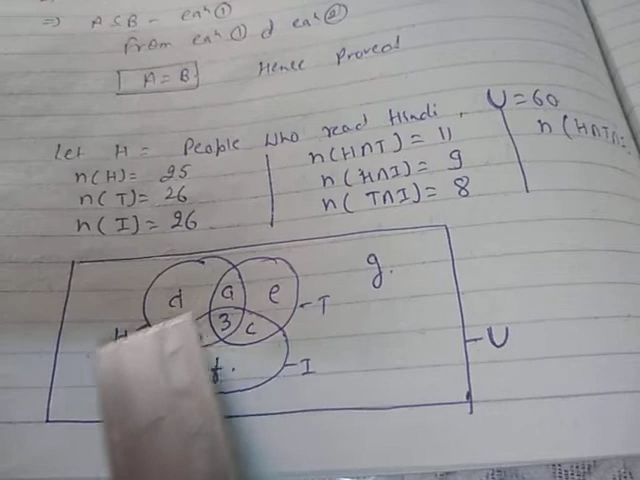 ⇒ A ⊆ B - eqⁿ ①
From eqⁿ ① & eqⁿ ②
A = B Hence Proved
Let H = People who read Hindi, U = 60
n(H) = 25 n(H∩T) = 11 n(H∩T∩
n(T) = 26 n(H∩I) = 9
n(I) = 26 n(T∩I) = 8
g.
d a e
T
H 3 c
U
f. I